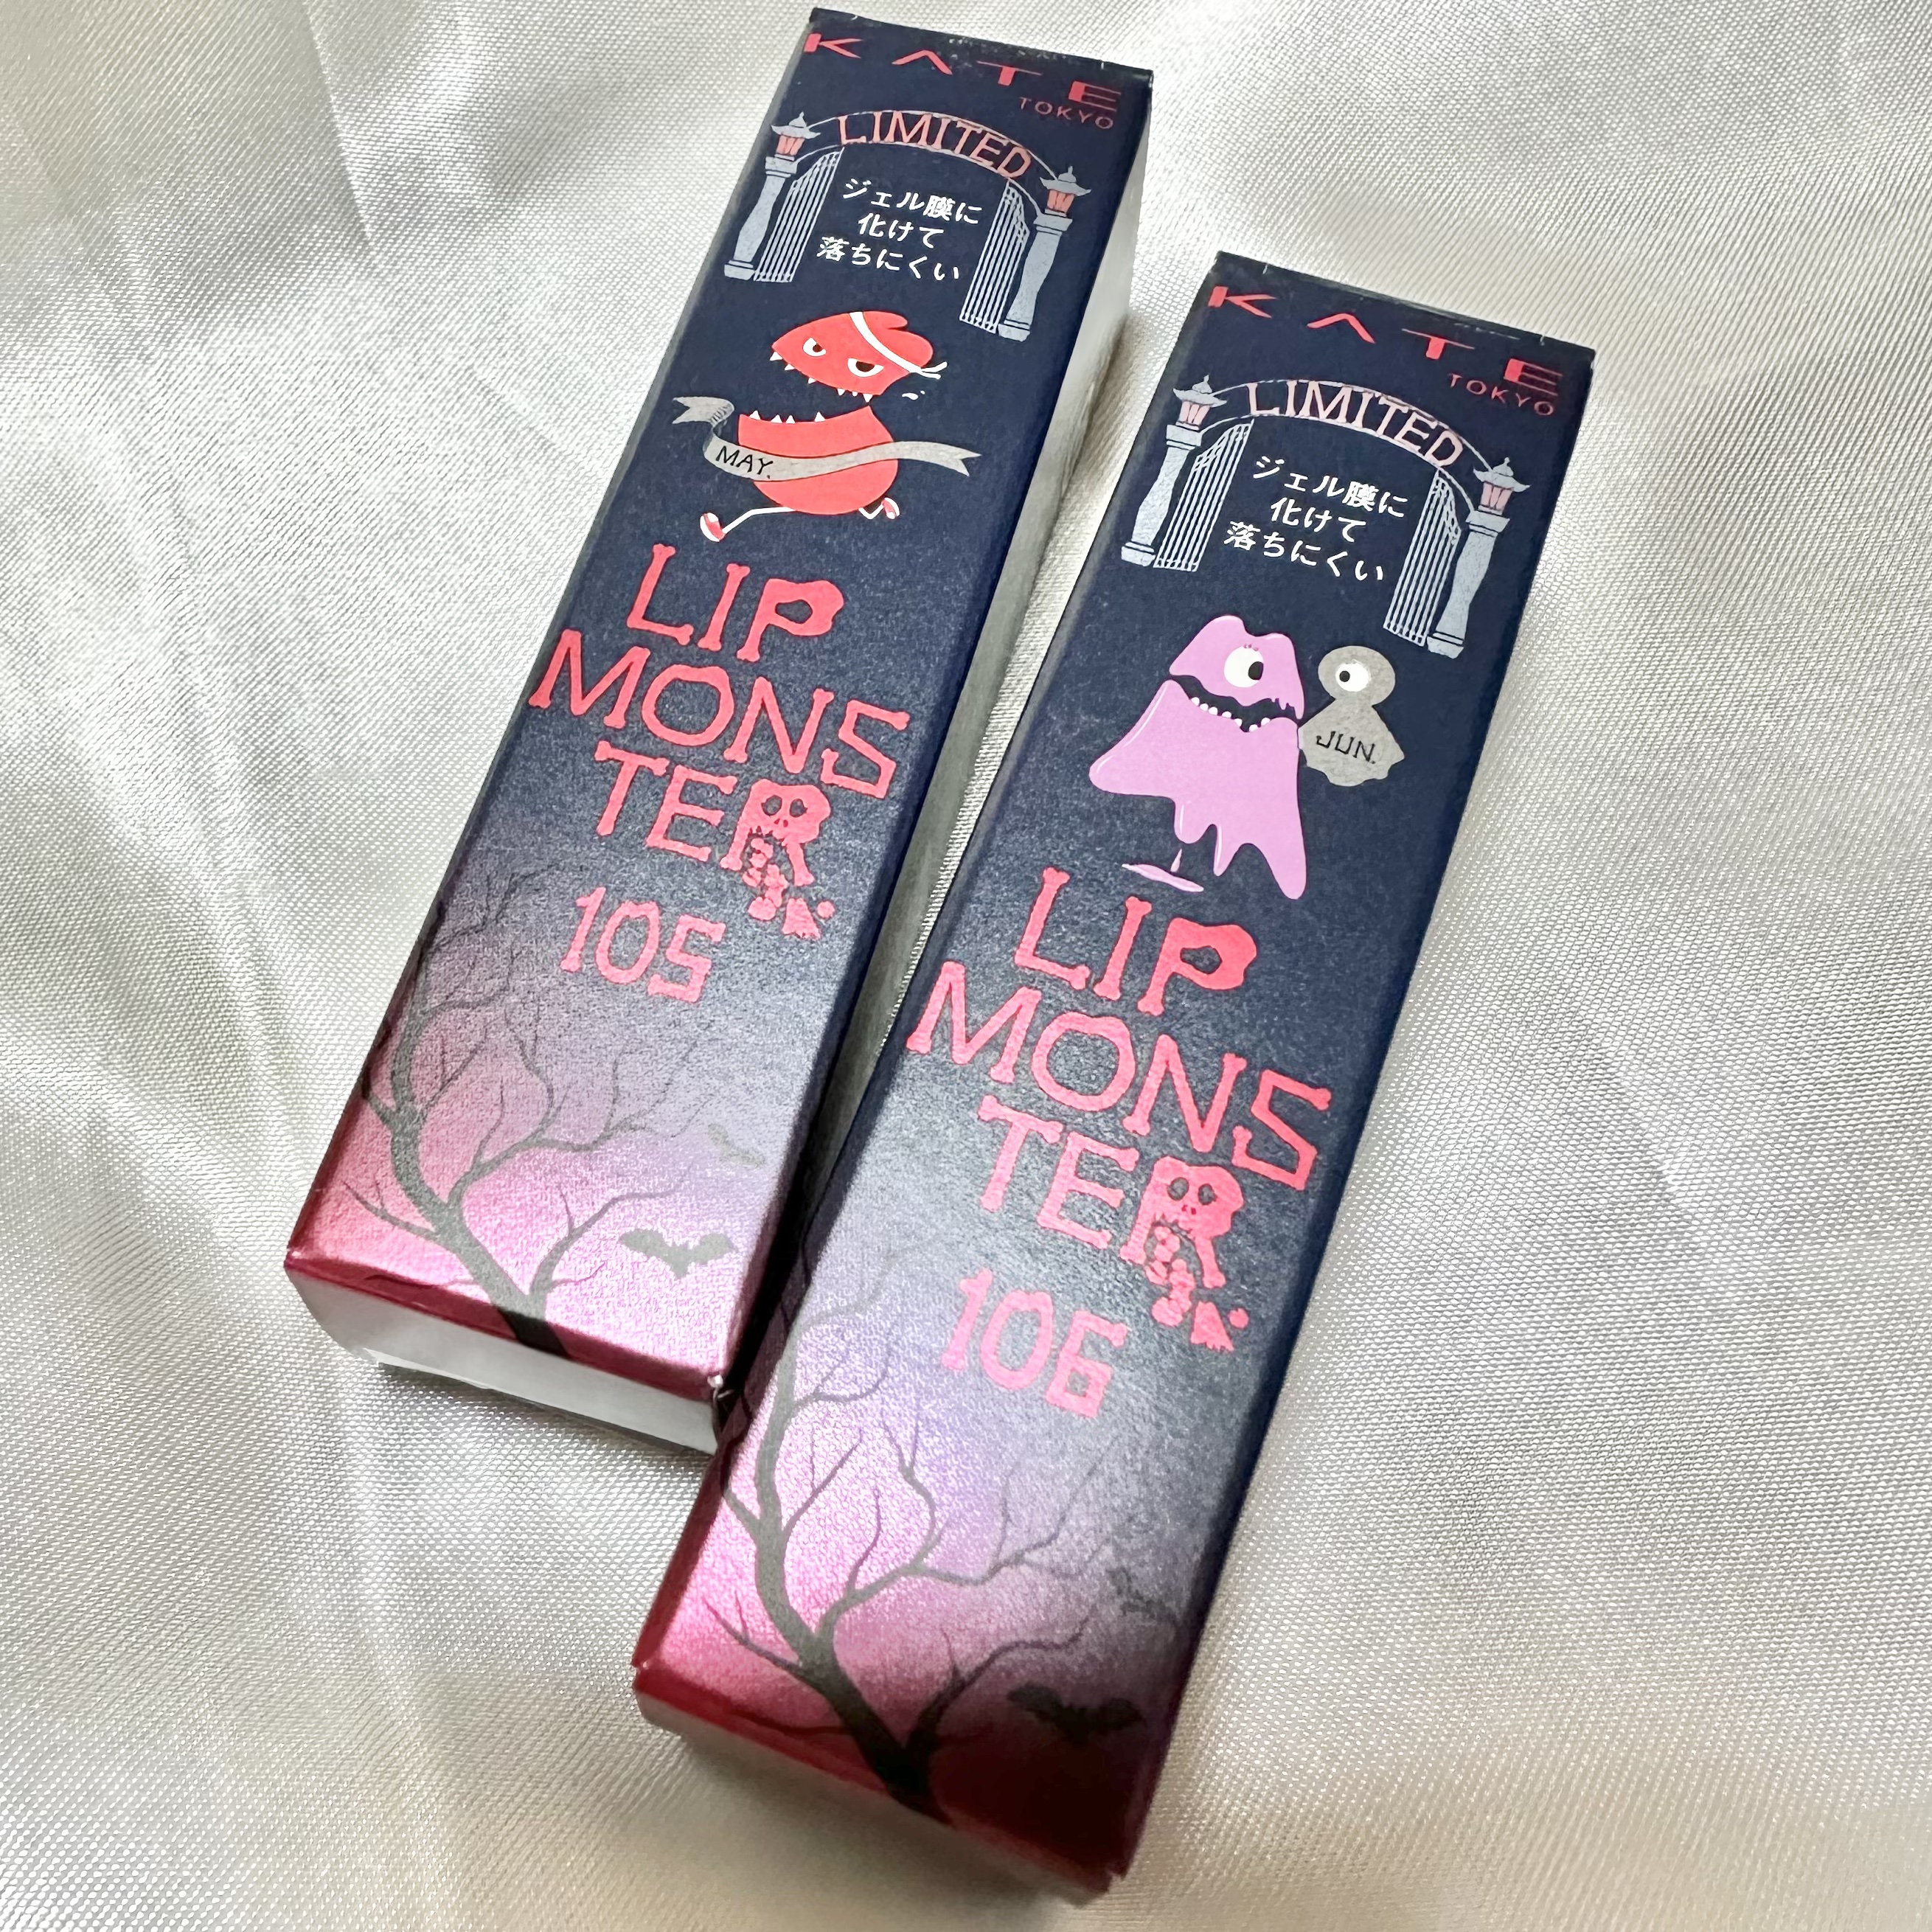 KATE
TOKYO
LIMITED
ジェル膜に
化けて
落ちにくい
MAY.
LIP
MONS
TER
105
KATE
TOKYO
LIMITED
ジェル膜に
化けて
落ちにくい
JUN.
LIP
MONS
TER
106